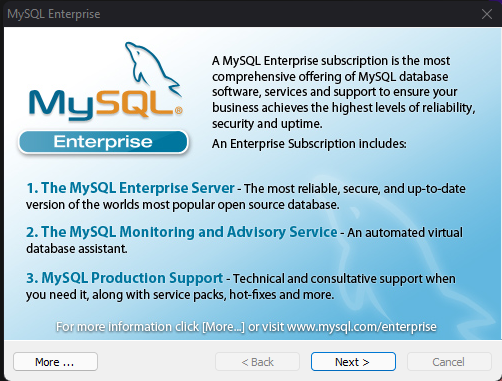 MySQL Enterprise
A MySQL Enterprise subscription is the most
comprehensive offering of MySQL database
software, services and support to ensure your
business achieves the highest levels of reliability,
security and uptime.
An Enterprise Subscription includes:
MySQL®
Enterprise
1. The MySQL Enterprise Server - The most reliable, secure, and up-to-date
version of the worlds most popular open source database.
2. The MySQL Monitoring and Advisory Service - An automated virtual
database assistant.
3. MySQL Production Support - Technical and consultative support when
you need it, along with service packs, hot-fixes and more.
For more information click [More...] or visit www.mysql.com/enterprise
More ...
< Back
Next >
Cancel